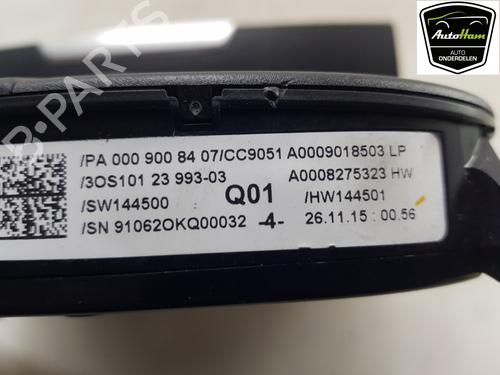 AutoHam
AUTO
ONDERDELEN
/PA 000 900 84 07/CC9051 A0009018503 LP
/3OS101 23 993-03 A0008275323 HW
/SW144500 Q01 /HW144501
/SN 91062OKQ00032 -4- 26.11.15 : 00.56